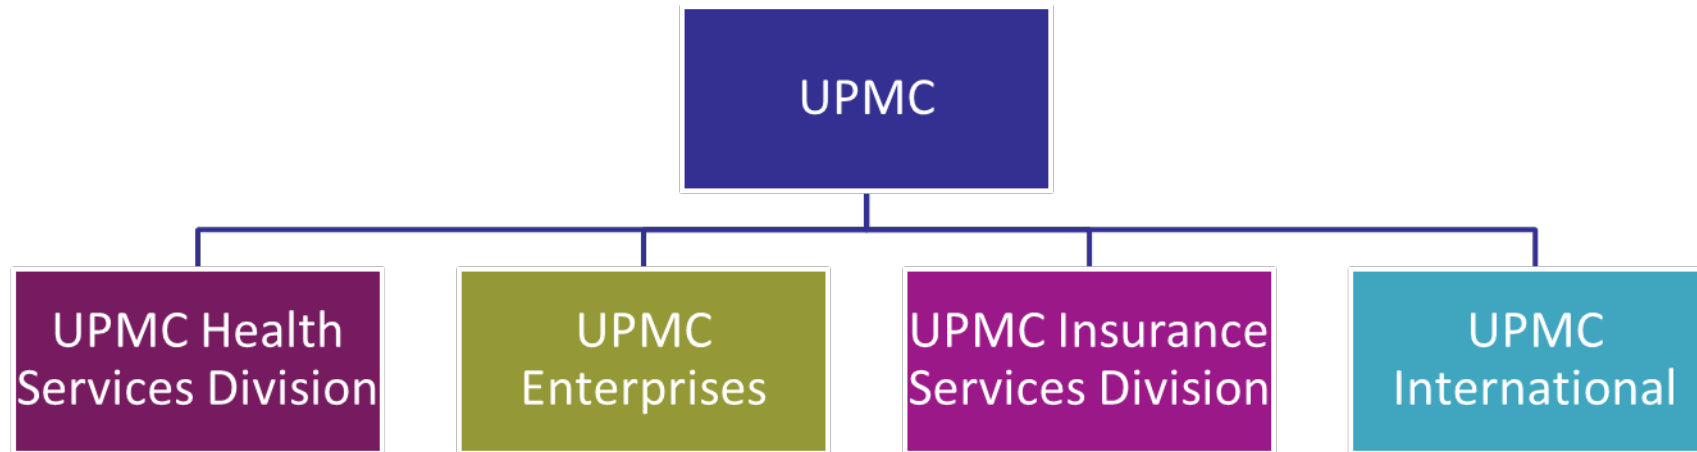 UPMC
UPMC Health
Services Division
UPMC
Enterprises
UPMC Insurance
Services Division
UPMC
International